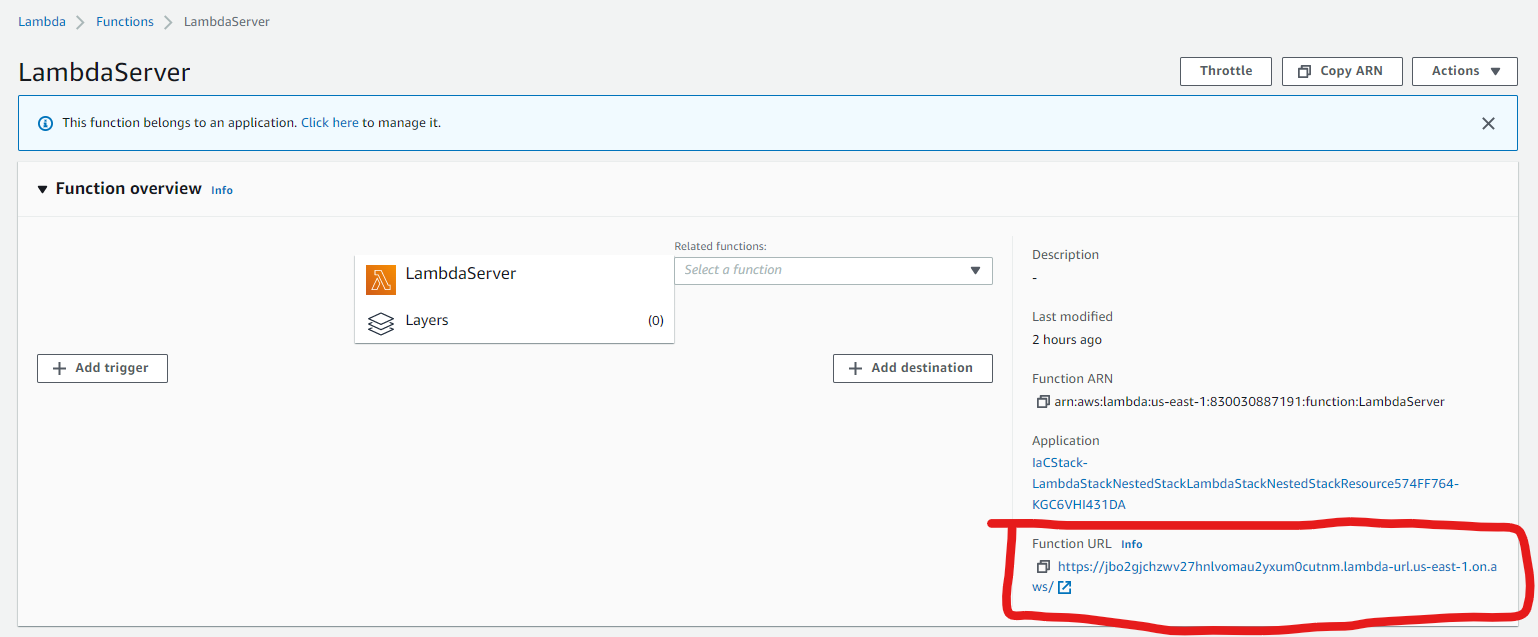 Lambda > Functions > LambdaServer
LambdaServer
Throttle
Copy ARN
Actions
This function belongs to an application. Click here to manage it.
Function overview Info
Related functions:
Select a function
LambdaServer
Layers (0)
Add trigger
Add destination
Description
-
Last modified
2 hours ago
Function ARN
arn:aws:lambda:us-east-1:830030887191:function:LambdaServer
Application
IaCStack-
LambdaStackNestedStackLambdaStackNestedStackResource574FF764-
KGC6VHI431DA
Function URL Info
https://jbo2gjchzwv27hnlvomau2yxum0cutnm.lambda-url.us-east-1.on.a
ws/